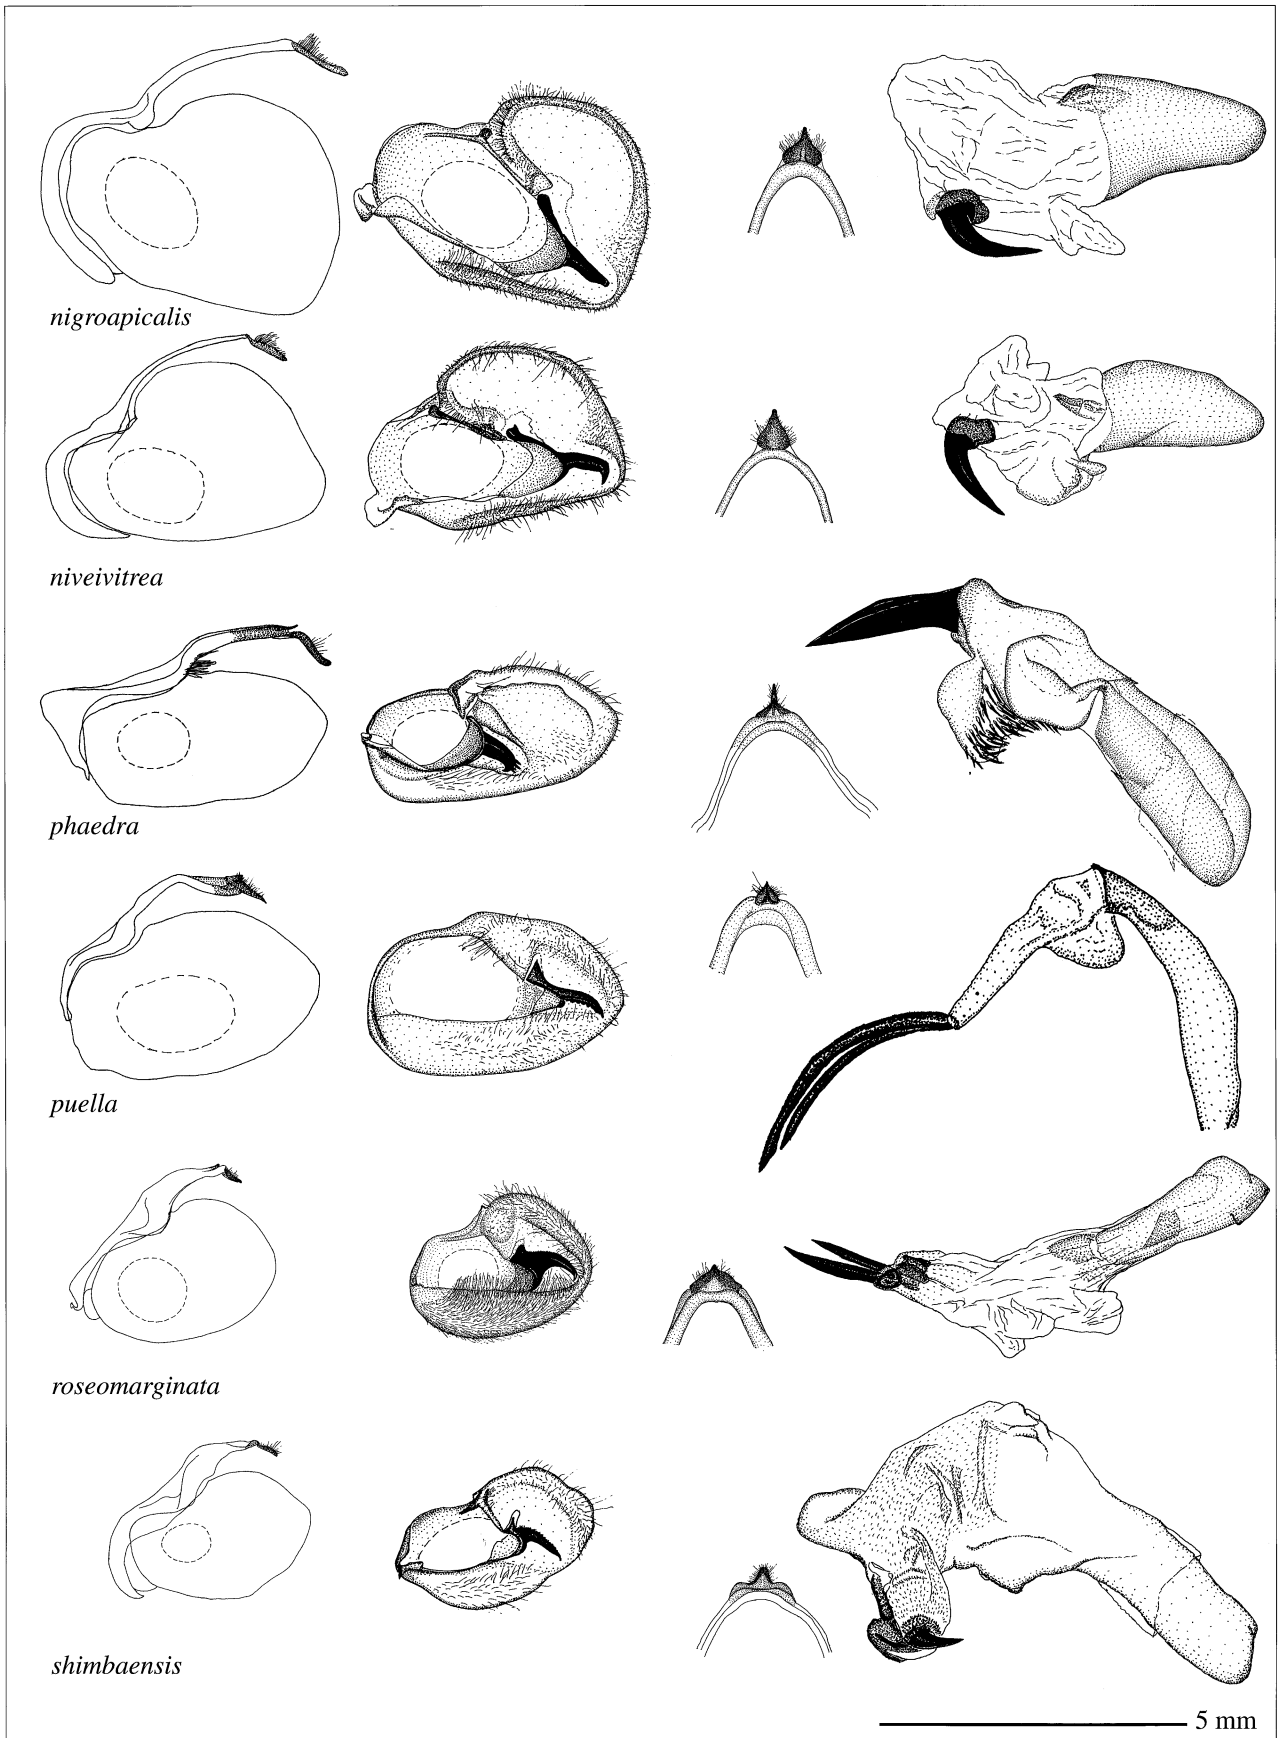 nigroapicalis
niveivitrea
phaedra
puella
roseomarginata
shimbaensis
5 mm